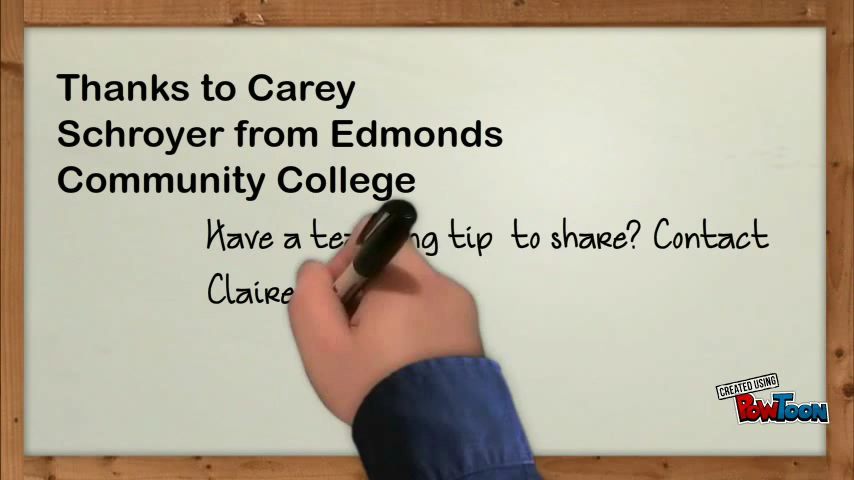 Thanks to Carey
Schroyer from Edmonds
Community College
Have a tip to share? Contact
Claire
CREATED USING
POWTOON